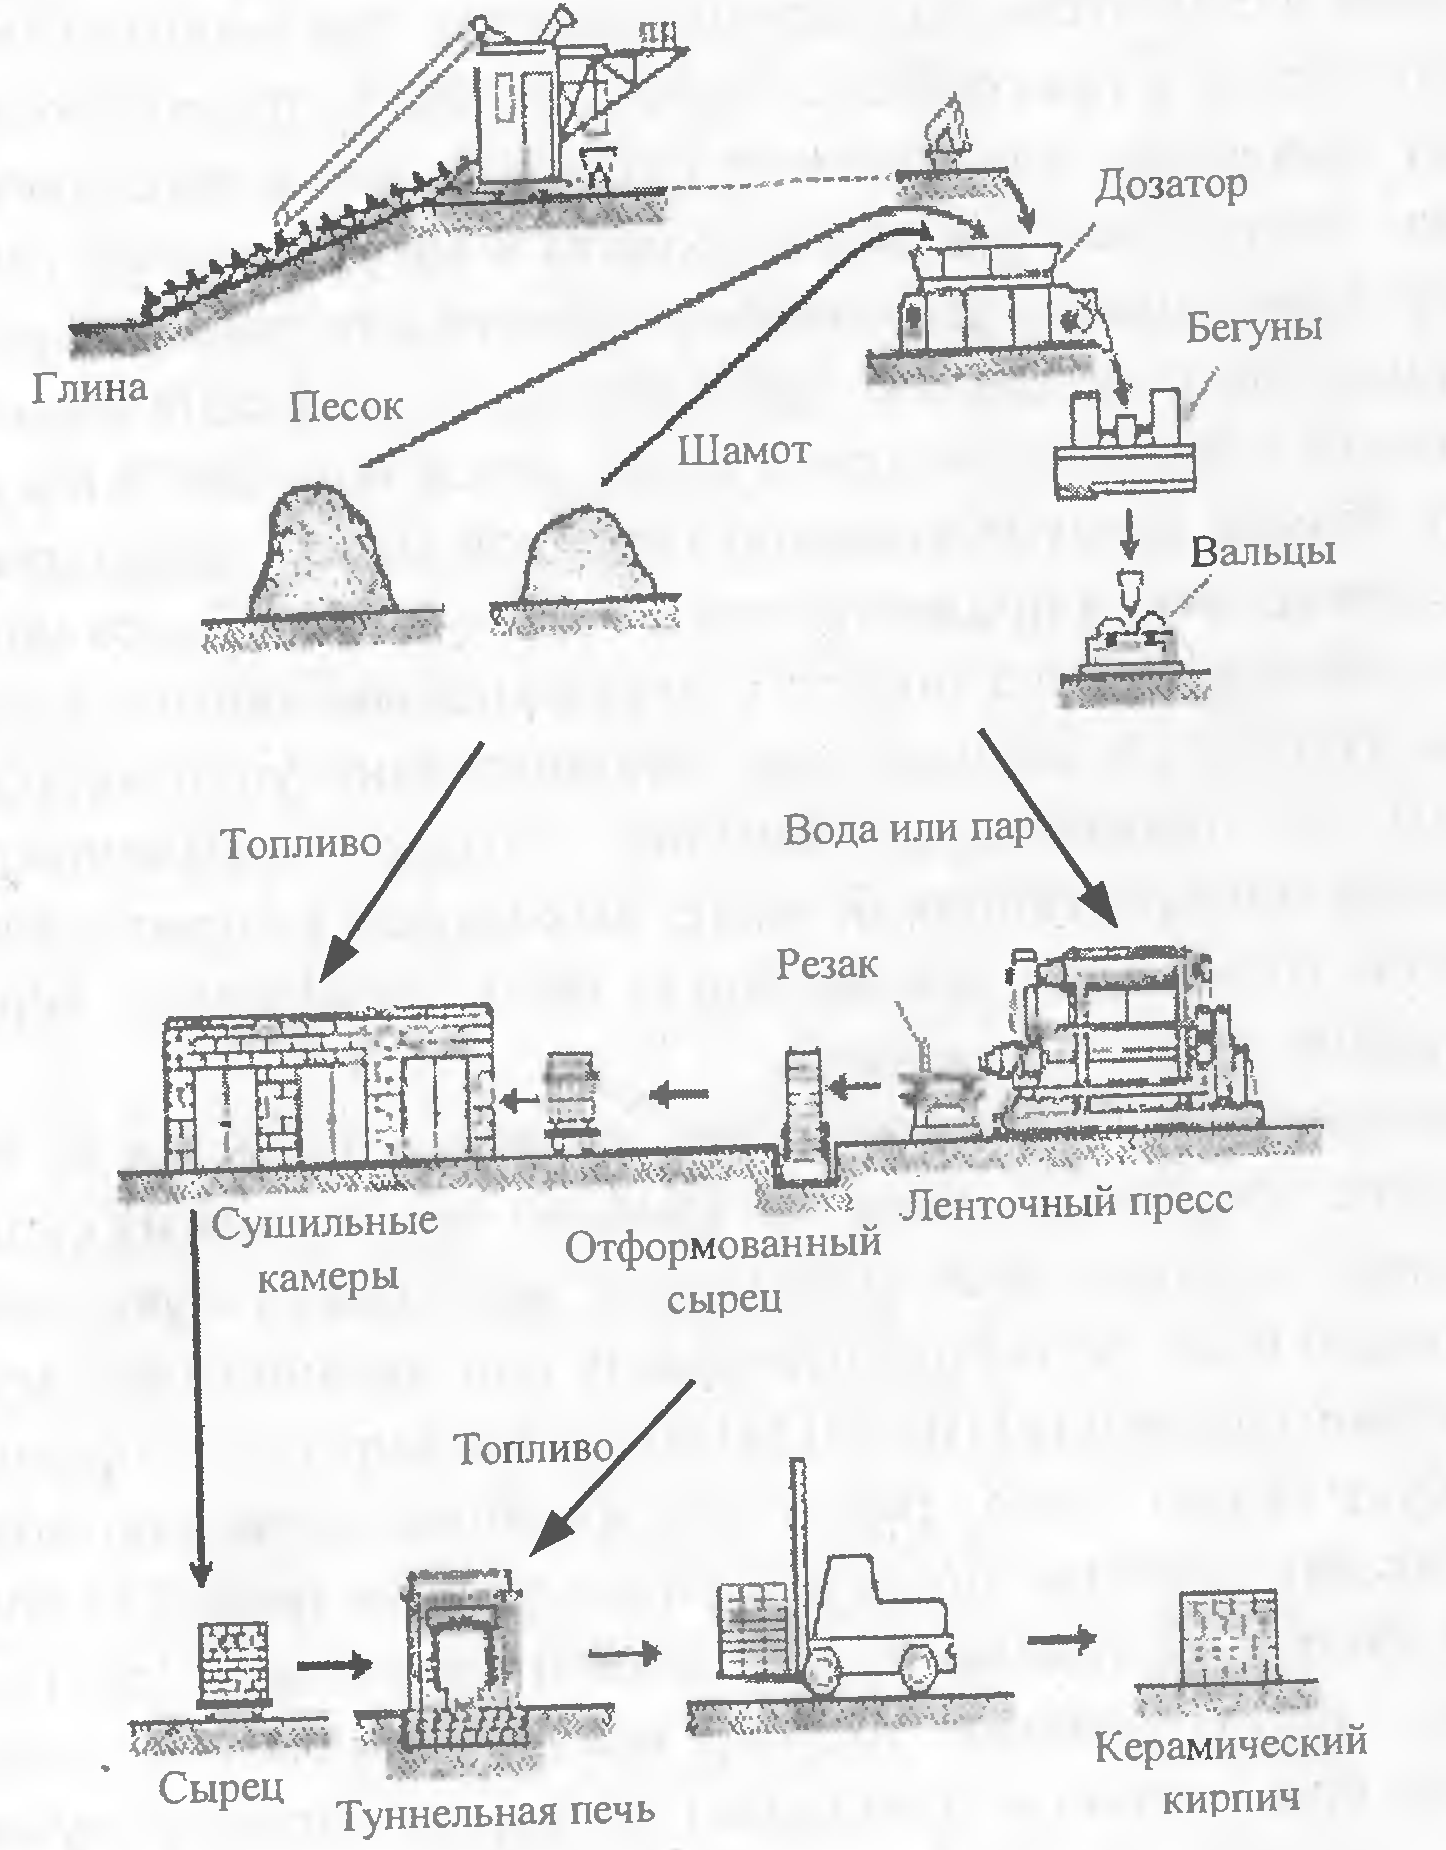 Дозатор
Бегуны
Глина
Песок
Шамот
Вальцы
Топливо
Вода или пар
Резак
Ленточный пресс
Сушильные
камеры
Отформованный
сырец
Топливо
Сырец
Туннельная печь
Керамический
кирпич